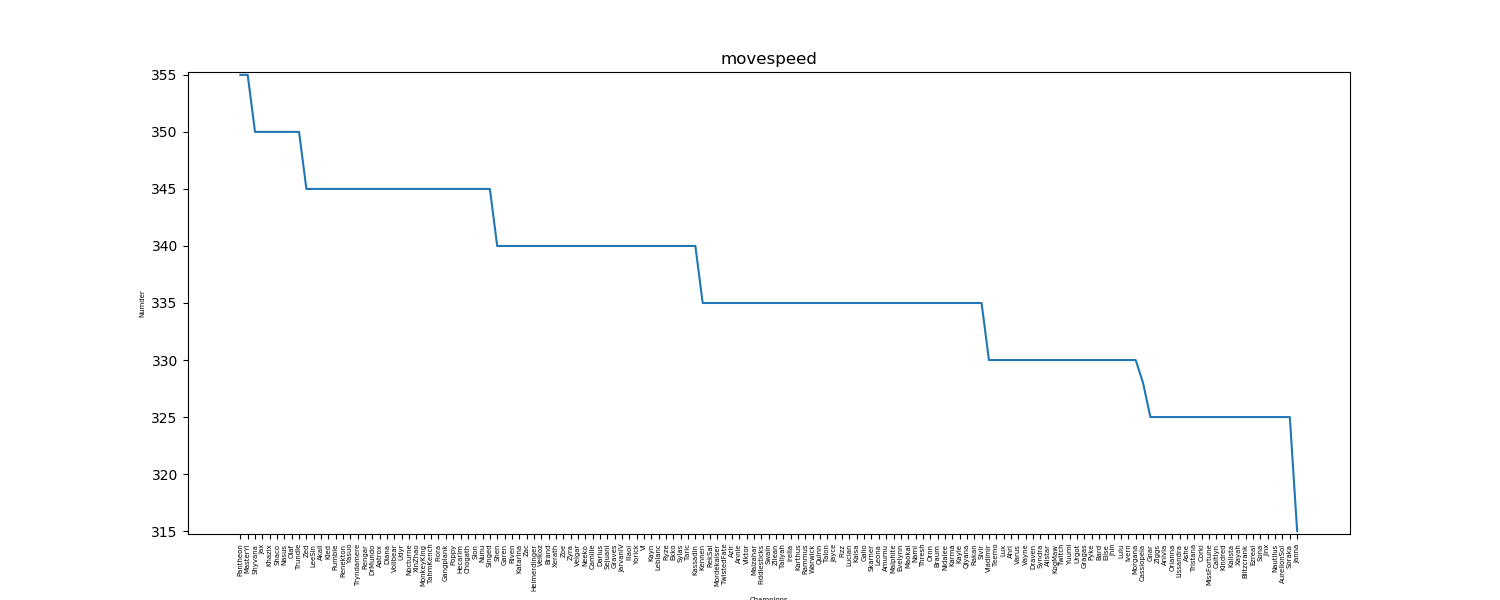 movespeed
355
350
345
340
335
330
325
320
315
Numder
Pantheon
MasterYi
Shyvana
Jax
Khazix
Shaco
Nasus
Olaf
Trundle
Zed
LeeSin
Akali
Kled
Rumble
Renekton
Yasuo
Tryndamere
Rengar
DrMundo
Aatrox
Diana
Volibear
Udyr
Nocturne
XinZhao
MonkeyKing
TahmKench
Fiora
Gangplank
Poppy
Hecarim
Chogath
Sion
Nunu
Singed
Shen
Garen
Riven
Katarina
Zac
Heimerdinger
Velkoz
Brand
Xerath
Zoe
Zyra
Veigar
Neeko
Camille
Darius
Sejuani
Graves
JarvanIV
Illaoi
Yorick
Vi
Kayn
Leblanc
Ryze
Ekko
Sylas
Taric
Kassadin
Kennen
RekSai
Mordekaiser
TwistedFate
Azir
Annie
Viktor
Malzahar
Fiddlesticks
Swain
Zilean
Taliyah
Irelia
Karthus
Rammus
Warwick
Quinn
Talon
Jayce
Fizz
Lucian
Kaisa
Galio
Skarner
Leona
Amumu
Malphite
Evelynn
Maokai
Nami
Thresh
Ornn
Braum
Nidalee
Karma
Kayle
Qiyana
Rakan
Sivir
Vladimir
Teemo
Lux
Ahri
Varus
Vayne
Draven
Syndra
Alistar
KogMaw
Twitch
Yuumi
Urgot
Gragas
Pyke
Bard
Elise
Jhin
Lulu
Ivern
Morgana
Cassiopeia
Gnar
Ziggs
Anivia
Orianna
Lissandra
Ashe
Tristana
Corki
MissFortune
Caitlyn
Kindred
Kalista
Xayah
Blitzcrank
Ezreal
Sona
Jinx
Nautilus
AurelionSol
Soraka
Janna
Champions